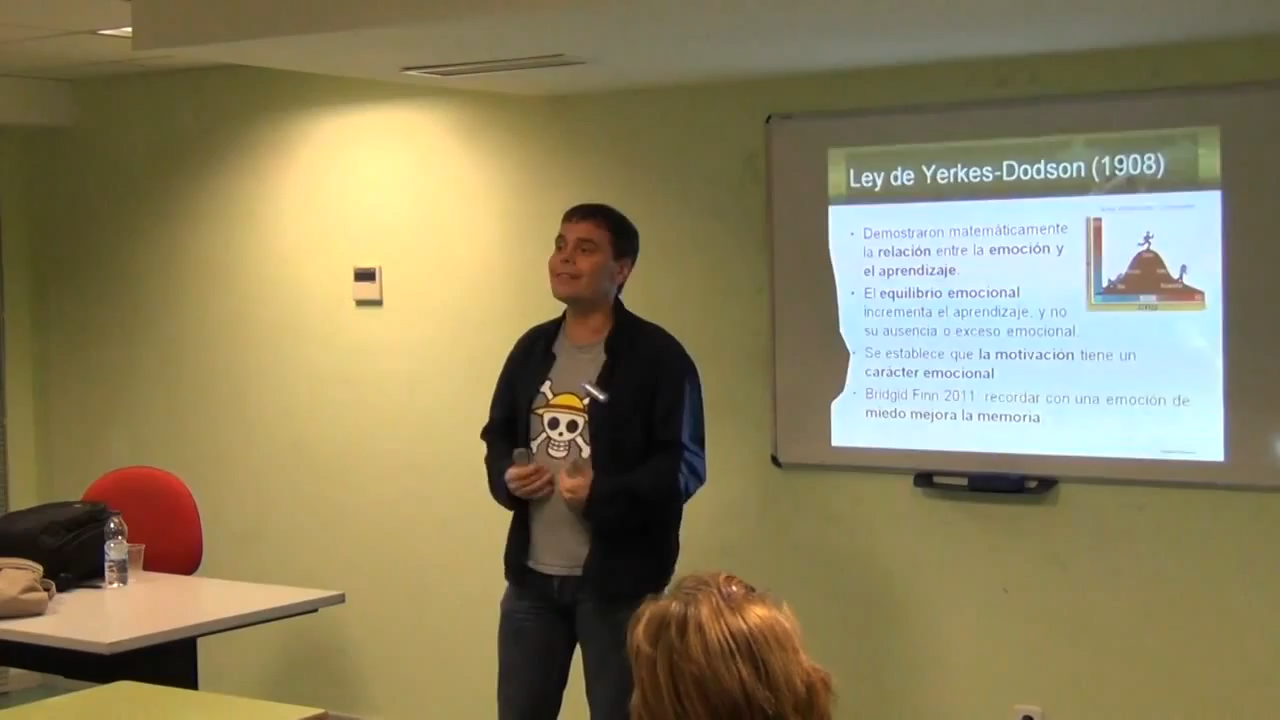 Ley de Yerkes-Dodson (1908)
• Demostraron matemáticamente
la relación entre la emoción y
el aprendizaje.
• El equilibrio emocional
incrementa el aprendizaje, y no
su ausencia o exceso emocional.
• Se establece que la motivación tiene un
carácter emocional
• Bridgid Finn 2011 recordar con una emoción de
miedo mejora la memoria